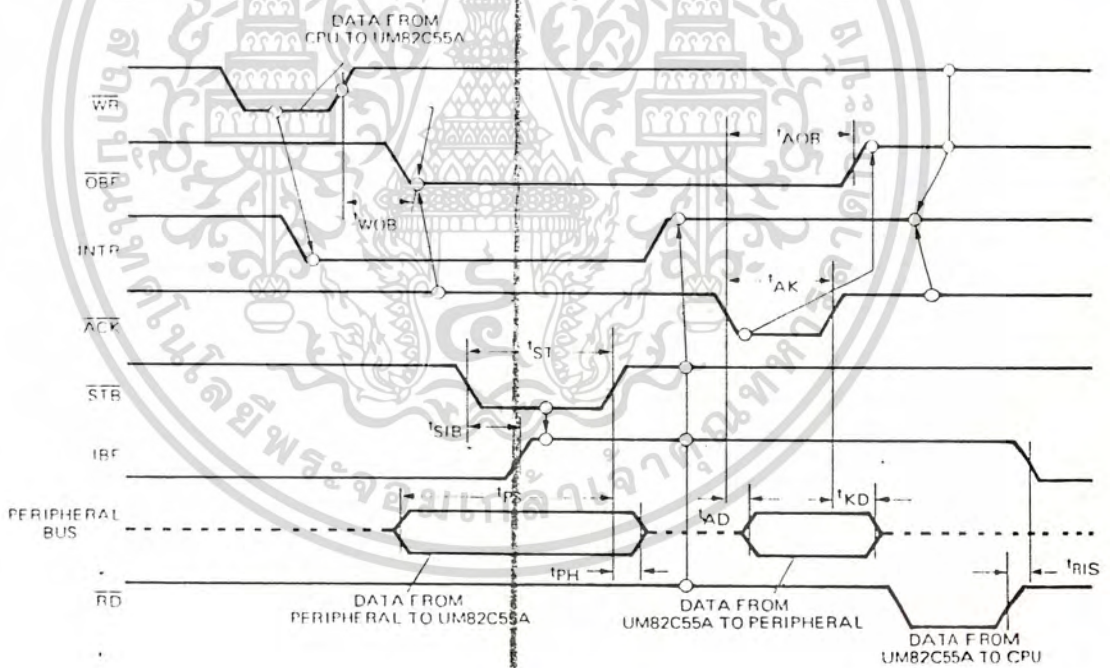 DATA FROM
CPU TO UM82C55A
WR
tAOB
OBF
tWOB
INTR
tAK
ACK
tST
STB
tSIB
IBF
tPS
tKD
PERIPHERAL
BUS
tAD
tPH
tRIS
RD
DATA FROM
PERIPHERAL TO UM82C55A
DATA FROM
UM82C55A TO PERIPHERAL
DATA FROM
UM82C55A TO CPU